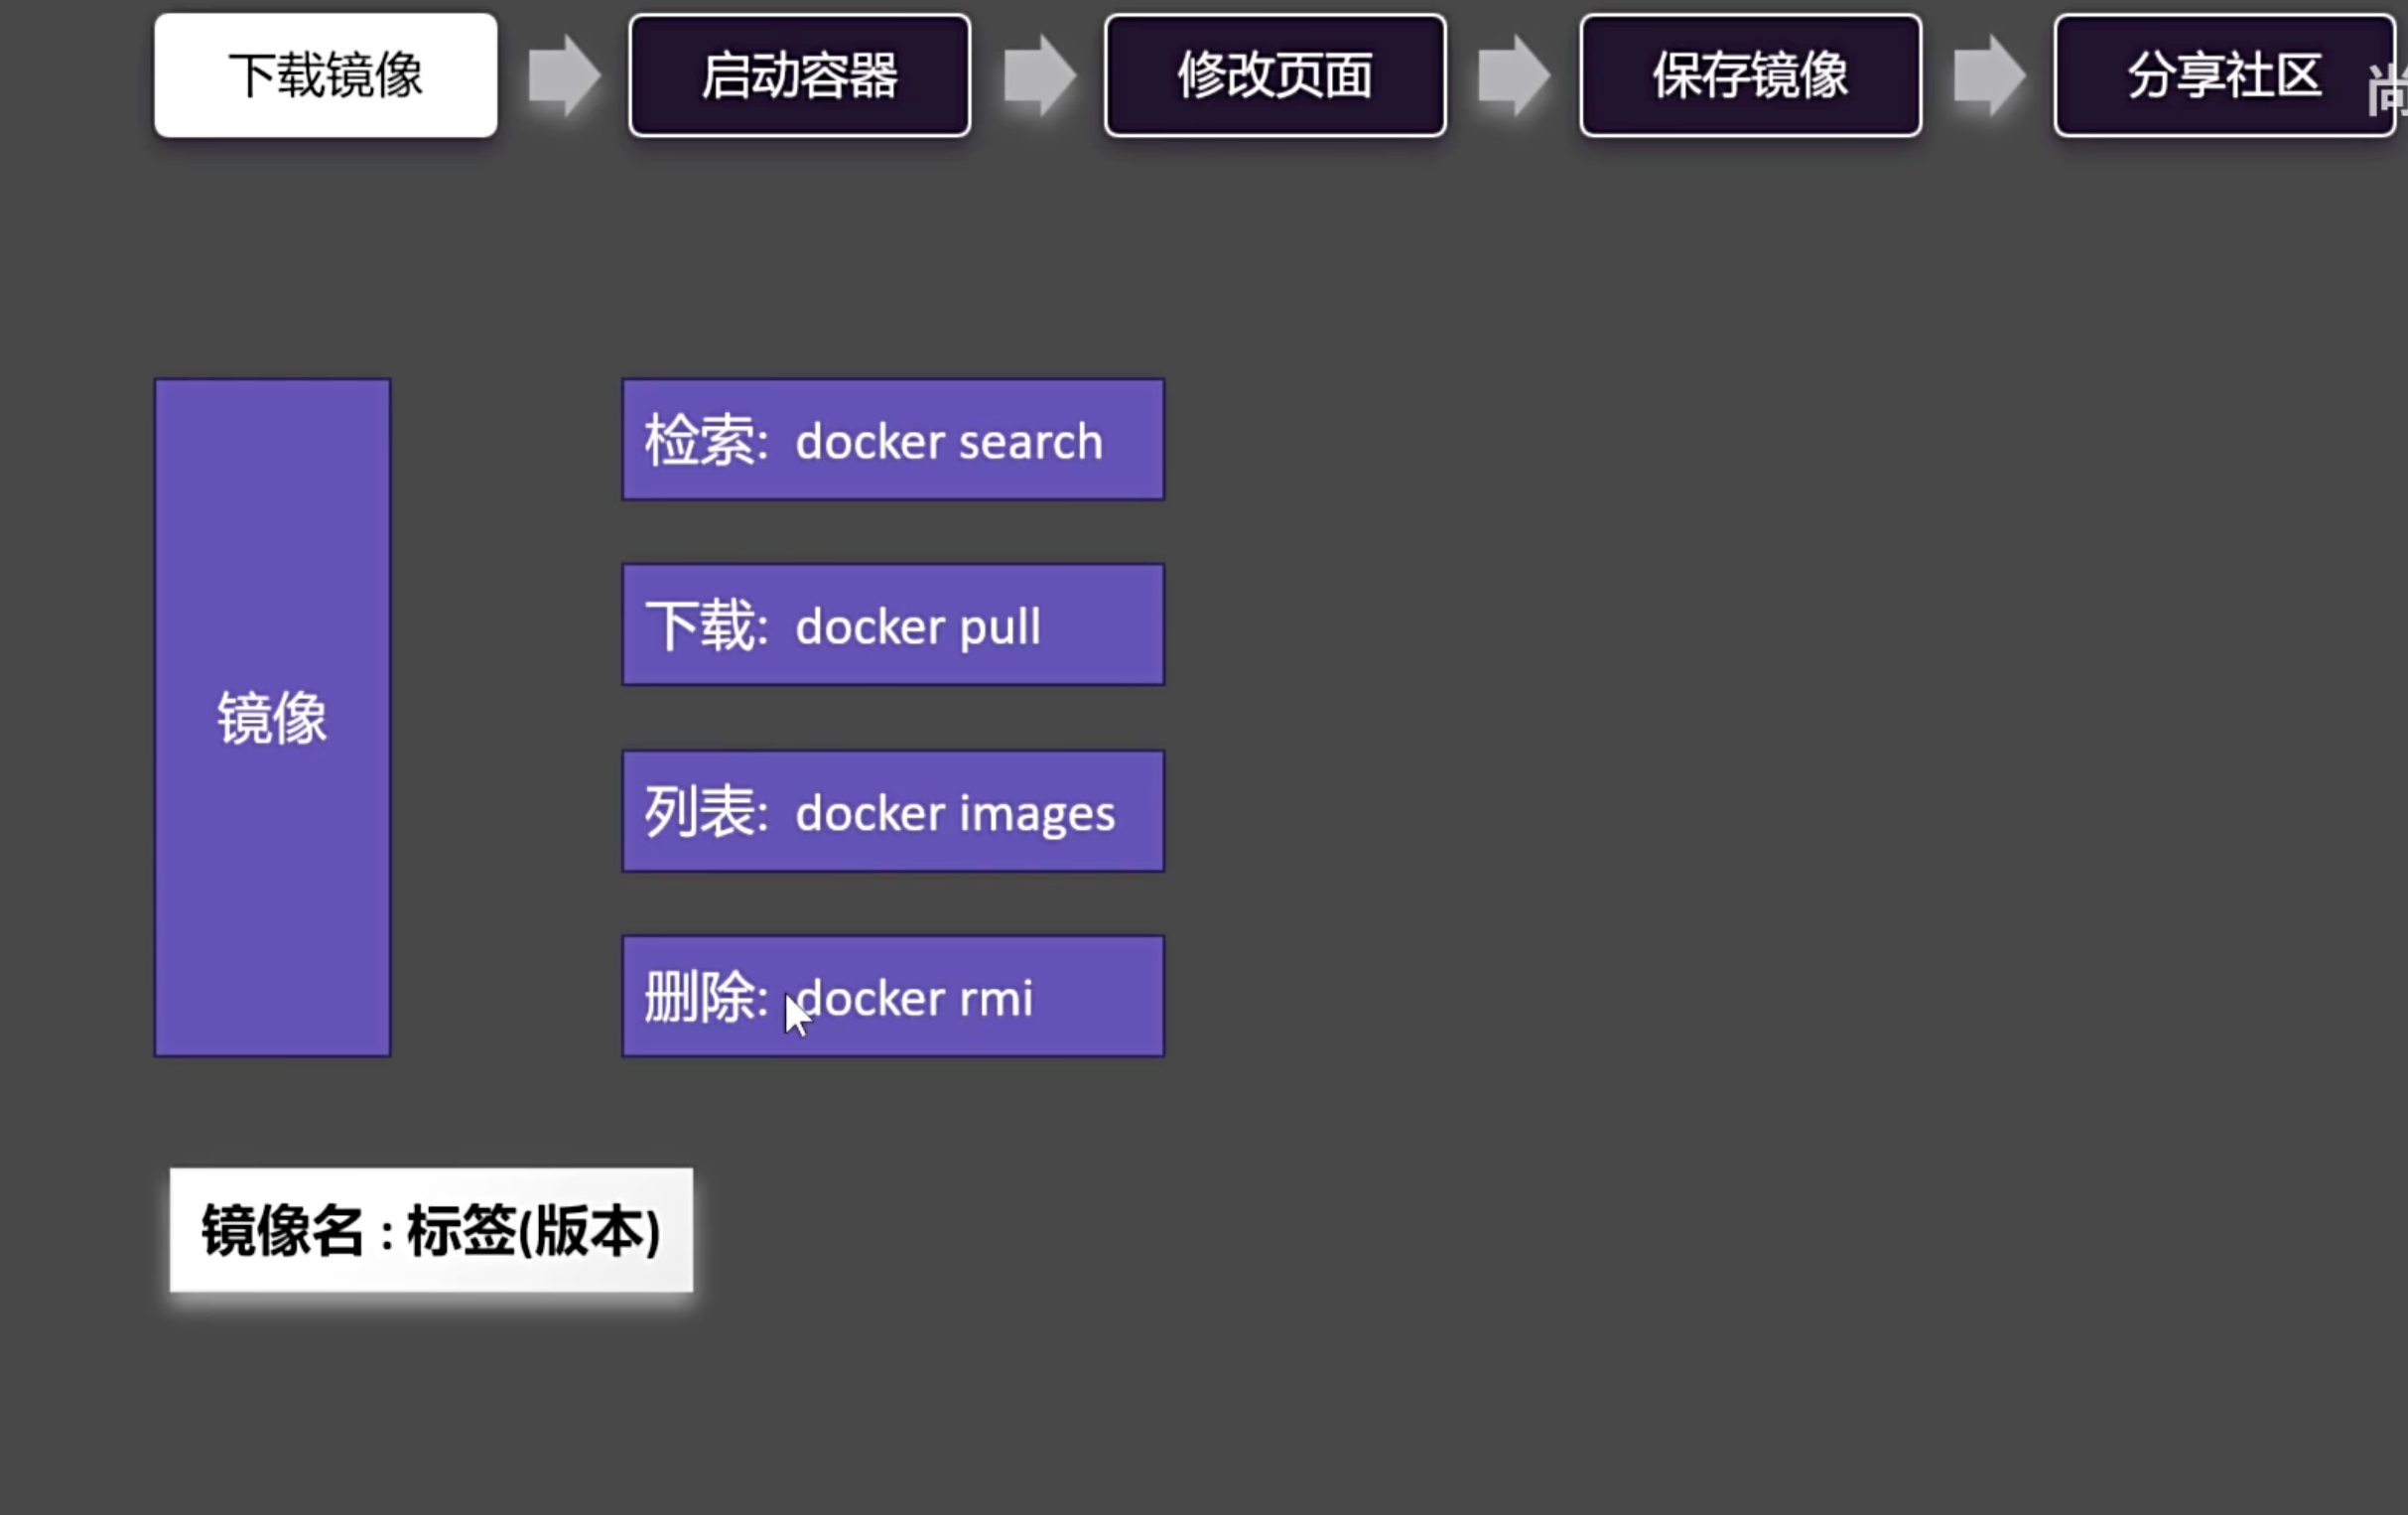 下载镜像
启动容器
修改页面
保存镜像
分享社区
尚
镜像
检索: docker search
下载: docker pull
列表: docker images
删除: docker rmi
镜像名 : 标签(版本)